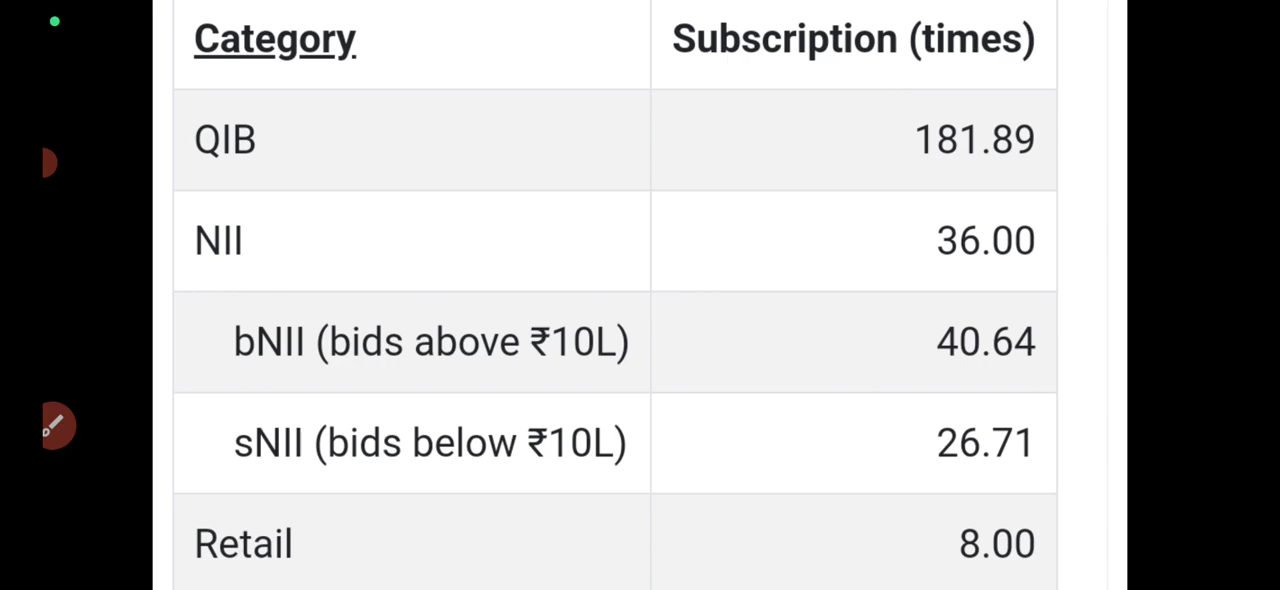 Category Subscription (times)
QIB 181.89
NII 36.00
bNII (bids above ₹10L) 40.64
sNII (bids below ₹10L) 26.71
Retail 8.00